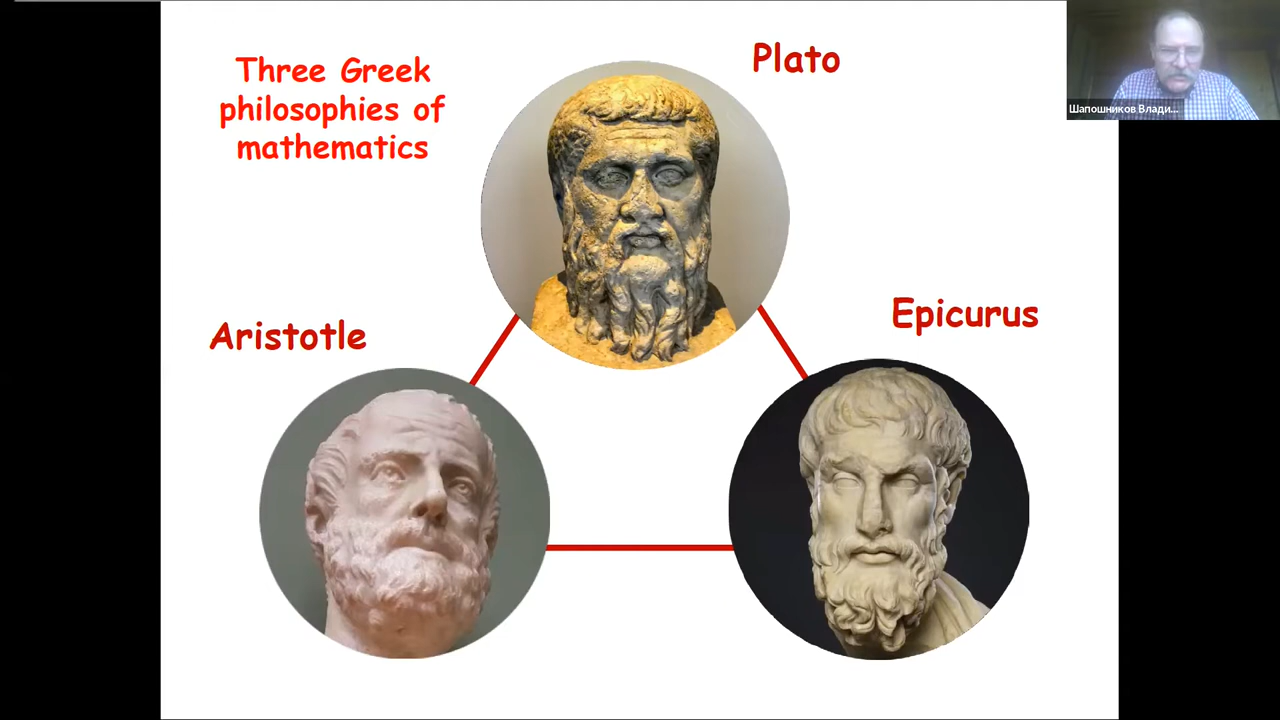 Three Greek
philosophies of
mathematics
Plato
Aristotle
Epicurus
Шапошников Влади...